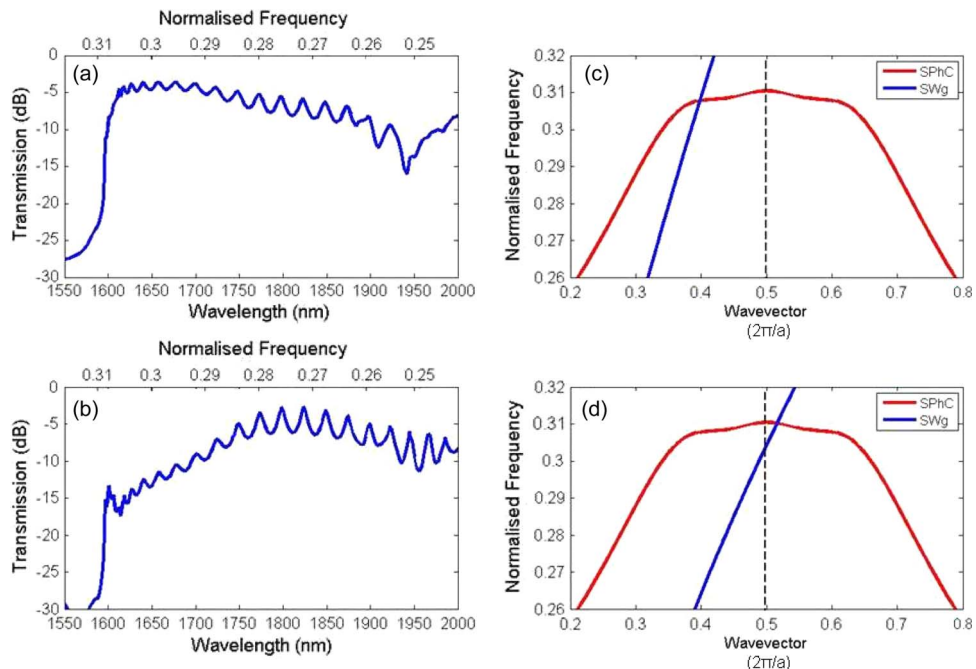 Normalised Frequency
0.31 0.3 0.29 0.28 0.27 0.26 0.25
(a)
Transmission (dB)
0
-5
-10
-15
-20
-25
-30
1550 1600 1650 1700 1750 1800 1850 1900 1950 2000
Wavelength (nm)
(c)
SPhC
SWg
Normalised Frequency
0.32
0.31
0.3
0.29
0.28
0.27
0.26
0.2 0.3 0.4 0.5 0.6 0.7 0.8
Wavevector
(2π/a)
Normalised Frequency
0.31 0.3 0.29 0.28 0.27 0.26 0.25
(b)
Transmission (dB)
0
-5
-10
-15
-20
-25
-30
1550 1600 1650 1700 1750 1800 1850 1900 1950 2000
Wavelength (nm)
(d)
SPhC
SWg
Normalised Frequency
0.32
0.31
0.3
0.29
0.28
0.27
0.26
0.2 0.3 0.4 0.5 0.6 0.7 0.8
Wavevector
(2π/a)